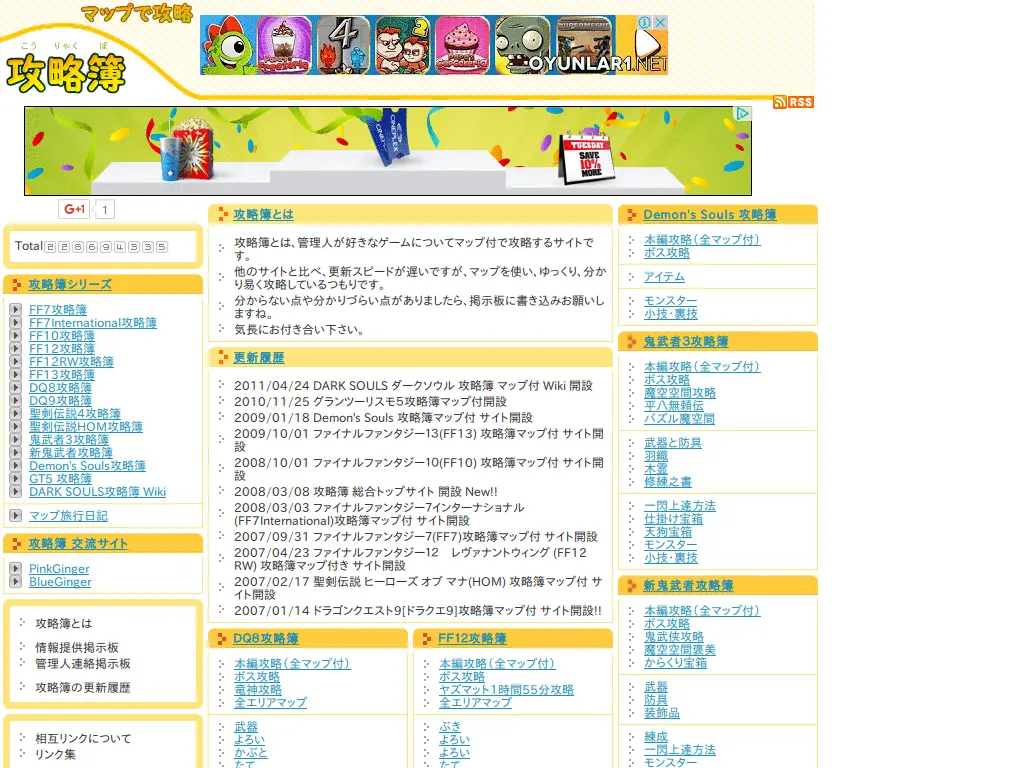 マップで攻略
こう りゃく ぼ
攻略簿
OYUNLAR1.NET
RSS
CINEPLEX
TUESDAY
SAVE
10%
MORE
G+1 1
Total 228694335
攻略簿シリーズ
FF7攻略簿
FF7International攻略簿
FF10攻略簿
FF12攻略簿
FF12RW攻略簿
FF13攻略簿
DQ8攻略簿
DQ9攻略簿
聖剣伝説4攻略簿
聖剣伝説HOM攻略簿
鬼武者3攻略簿
新鬼武者攻略簿
Demon's Souls攻略簿
GT5 攻略簿
DARK SOULS攻略簿 Wiki
マップ旅行日記
攻略簿 交流サイト
PinkGinger
BlueGinger
攻略簿とは
情報提供掲示板
管理人連絡掲示板
攻略簿の更新履歴
相互リンクについて
リンク集
攻略簿とは
攻略簿とは、管理人が好きなゲームについてマップ付で攻略するサイトで
す。
他のサイトと比べ、更新スピードが遅いですが、マップを使い、ゆっくり、分か
り易く攻略しているつもりです。
分からない点や分かりづらい点がありましたら、掲示板に書き込みお願いし
ますね。
気長にお付き合い下さい。
更新履歴
2011/04/24 DARK SOULS ダークソウル 攻略簿 マップ付 Wiki 開設
2010/11/25 グランツーリスモ5攻略簿マップ付開設
2009/01/18 Demon's Souls 攻略簿マップ付 サイト開設
2009/10/01 ファイナルファンタジー13(FF13) 攻略簿マップ付 サイト開
設
2008/10/01 ファイナルファンタジー10(FF10) 攻略簿マップ付 サイト開
設
2008/03/08 攻略簿 総合トップサイト 開設 New!!
2008/03/03 ファイナルファンタジー7インターナショナル
(FF7International)攻略簿マップ付 サイト開設
2007/09/31 ファイナルファンタジー7(FF7)攻略簿マップ付 サイト開設
2007/04/23 ファイナルファンタジー12　レヴァナントウィング (FF12
RW) 攻略簿マップ付き サイト開設
2007/02/17 聖剣伝説 ヒーローズ オブ マナ(HOM) 攻略簿マップ付 サ
イト開設
2007/01/14 ドラゴンクエスト9[ドラクエ9]攻略簿マップ付 サイト開設!!
DQ8攻略簿
本編攻略（全マップ付）
ボス攻略
竜神攻略
全エリアマップ
武器
よろい
かぶと
たて
FF12攻略簿
本編攻略（全マップ付）
ボス攻略
ヤズマット1時間55分攻略
全エリアマップ
ぶき
よろい
よろい
たて
Demon's Souls 攻略簿
本編攻略（全マップ付）
ボス攻略
アイテム
モンスター
小技・裏技
鬼武者3攻略簿
本編攻略（全マップ付）
ボス攻略
魔空空間攻略
平八無頼伝
パズル魔空間
武器と防具
羽織
木霊
修練之書
一閃上達方法
仕掛け宝箱
天狗宝箱
モンスター
小技・裏技
新鬼武者攻略簿
本編攻略（全マップ付）
ボス攻略
鬼武侠攻略
魔空空間褒美
からくり宝箱
武器
防具
装飾品
練成
一閃上達方法
モンスター